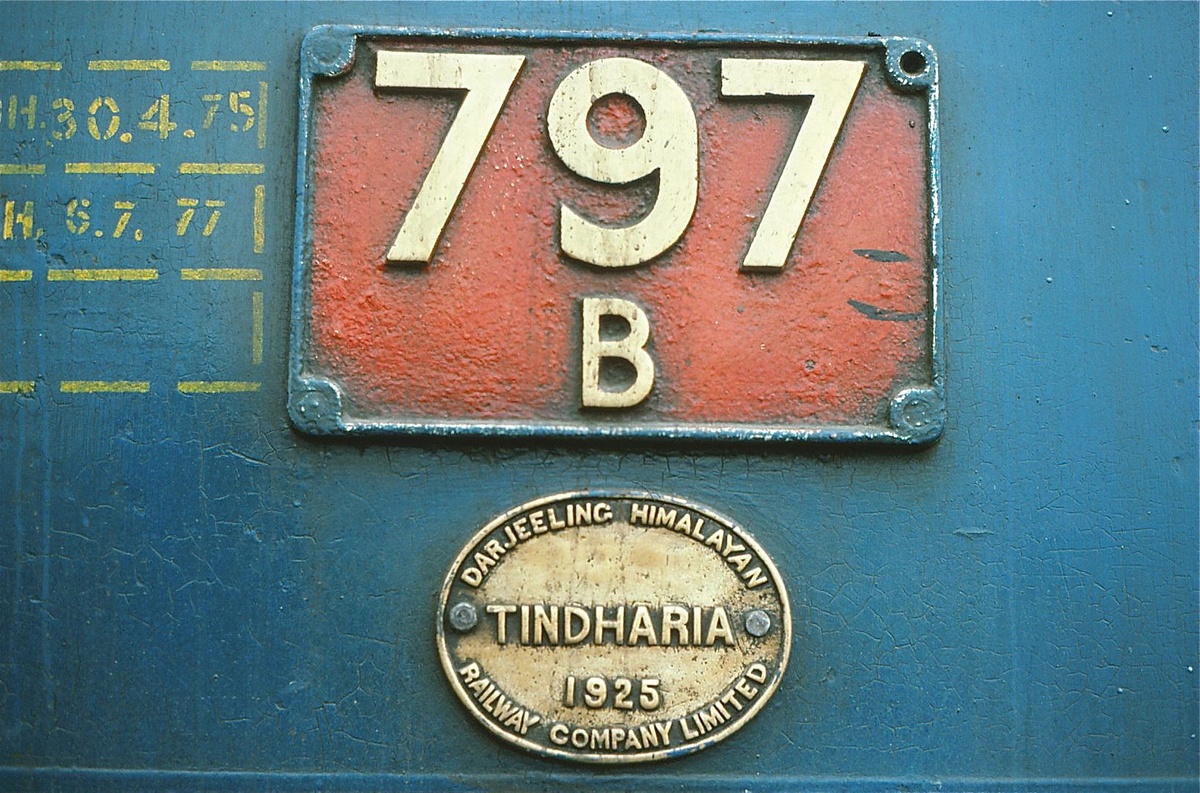 H. 30.4.75
H. 6.7. 77
797
B
DARJEELING HIMALAYAN
TINDHARIA
1925
RAILWAY COMPANY LIMITED